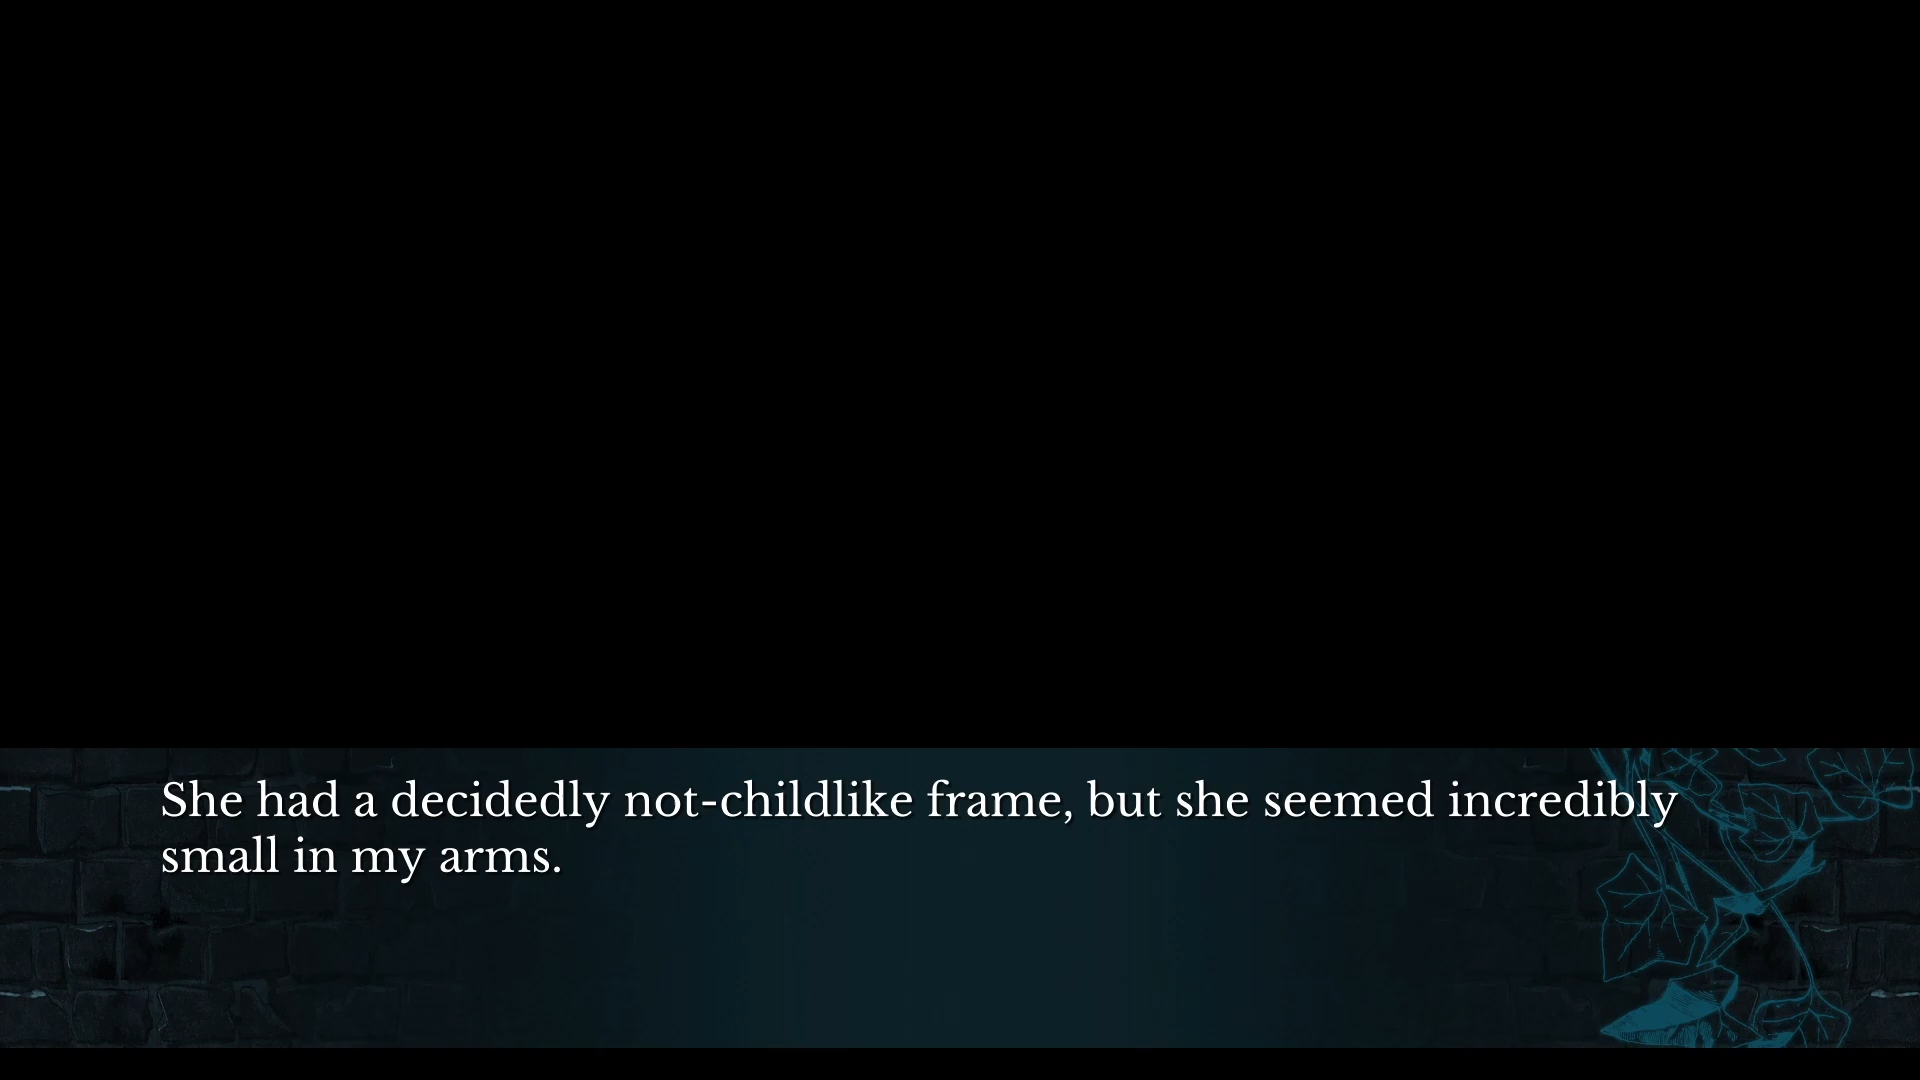 She had a decidedly not-childlike frame, but she seemed incredibly
small in my arms.